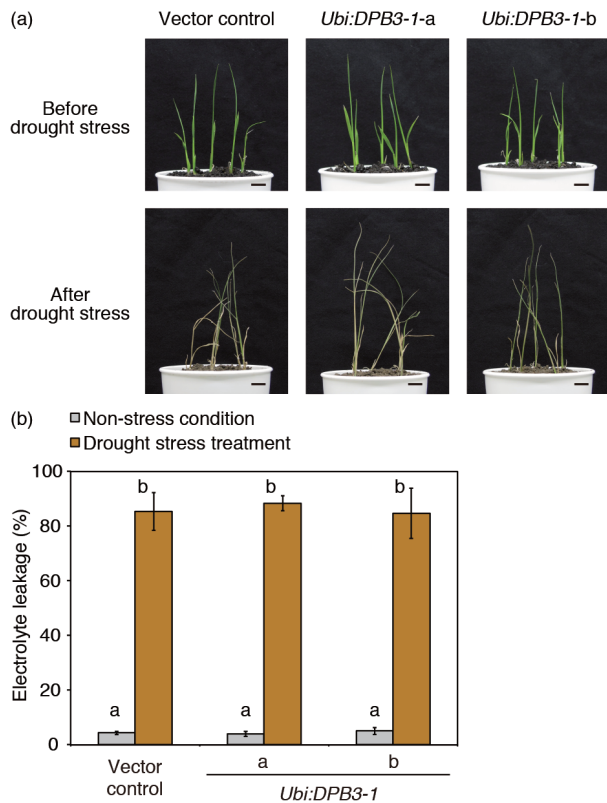 (a)
Vector control
Ubi:DPB3-1-a
Ubi:DPB3-1-b
Before
drought stress
After
drought stress
(b)
Non-stress condition
Drought stress treatment
Electrolyte leakage (%)
100
80
60
40
20
0
a
b
a
b
a
b
Vector
control
a
b
Ubi:DPB3-1